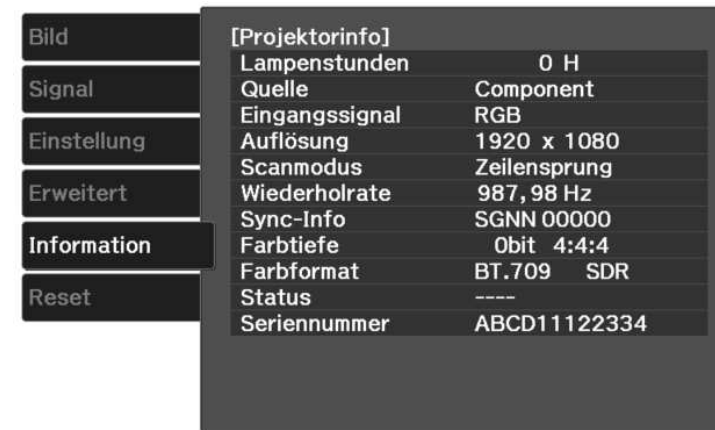 Bild
Signal
Einstellung
Erweitert
Information
Reset
[Projektorinfo]
Lampenstunden 0 H
Quelle Component
Eingangssignal RGB
Auflösung 1920 x 1080
Scanmodus Zeilensprung
Wiederholrate 987,98 Hz
Sync-Info SGNN 00000
Farbtiefe 0bit 4:4:4
Farbformat BT.709 SDR
Status ----
Seriennummer ABCD11122334